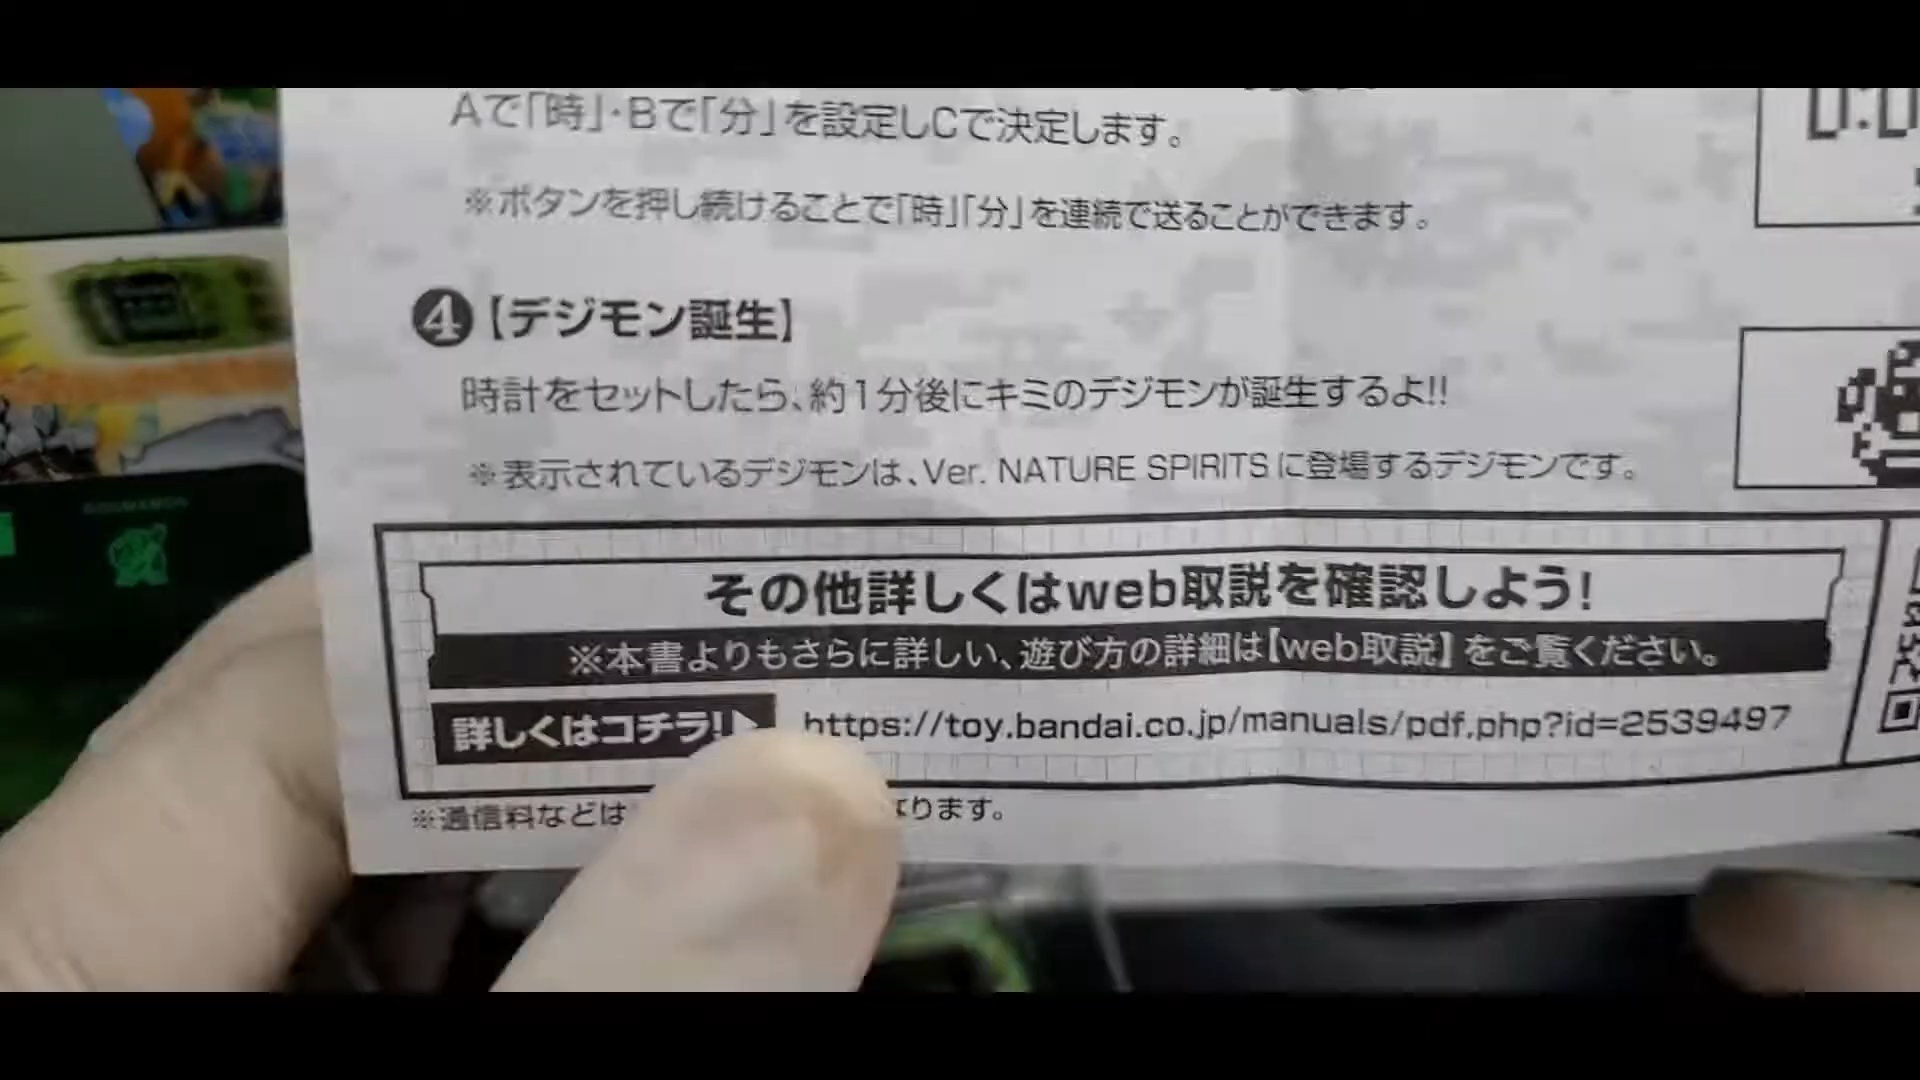 Aで「時」・Bで「分」を設定しCで決定します。
※ボタンを押し続けることで「時」「分」を連続で送ることができます。
❹【デジモン誕生】
時計をセットしたら、約1分後にキミのデジモンが誕生するよ!!
※表示されているデジモンは、Ver. NATURE SPIRITSに登場するデジモンです。
その他詳しくはweb取説を確認しよう!
※本書よりもさらに詳しい、遊び方の詳細は【web取説】をご覧ください。
詳しくはコチラ!▶ https://toy.bandai.co.jp/manuals/pdf.php?id=2539497
※通信料などは ります。